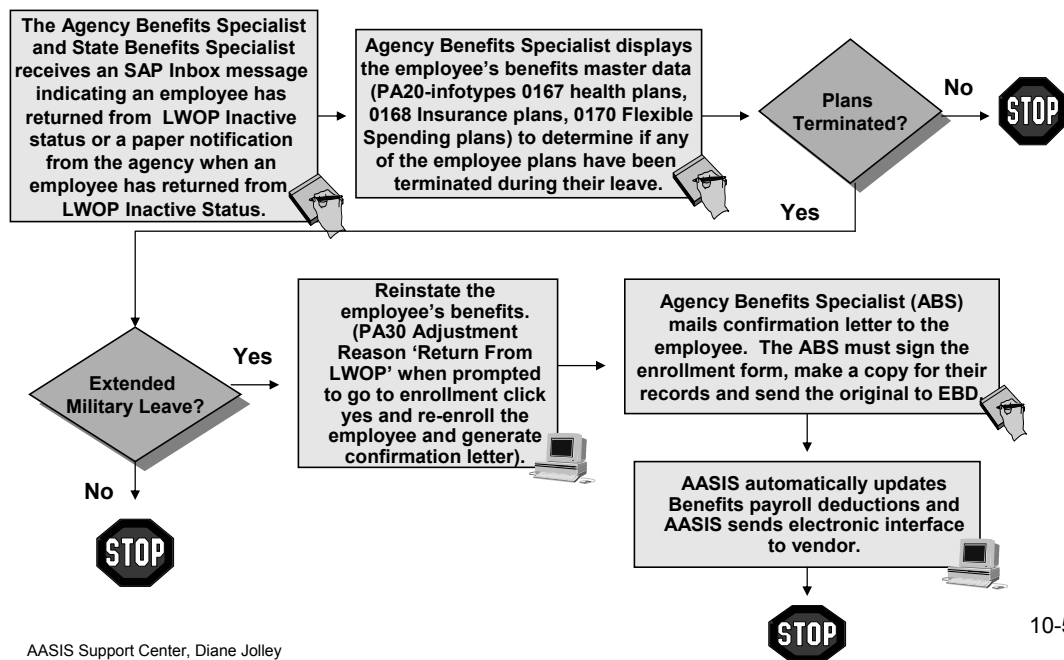 The Agency Benefits Specialist
and State Benefits Specialist
receives an SAP Inbox message
indicating an employee has
returned from LWOP Inactive
status or a paper notification
from the agency when an
employee has returned from
LWOP Inactive Status.
Agency Benefits Specialist displays
the employee’s benefits master data
(PA20-infotypes 0167 health plans,
0168 Insurance plans, 0170 Flexible
Spending plans) to determine if any
of the employee plans have been
terminated during their leave.
Plans
Terminated?
No
STOP
Yes
Extended
Military Leave?
Yes
No
STOP
Reinstate the
employee’s benefits.
(PA30 Adjustment
Reason ‘Return From
LWOP’ when prompted
to go to enrollment click
yes and re-enroll the
employee and generate
confirmation letter).
Agency Benefits Specialist (ABS)
mails confirmation letter to the
employee. The ABS must sign the
enrollment form, make a copy for their
records and send the original to EBD.
AASIS automatically updates
Benefits payroll deductions and
AASIS sends electronic interface
to vendor.
STOP
10-5
AASIS Support Center, Diane Jolley